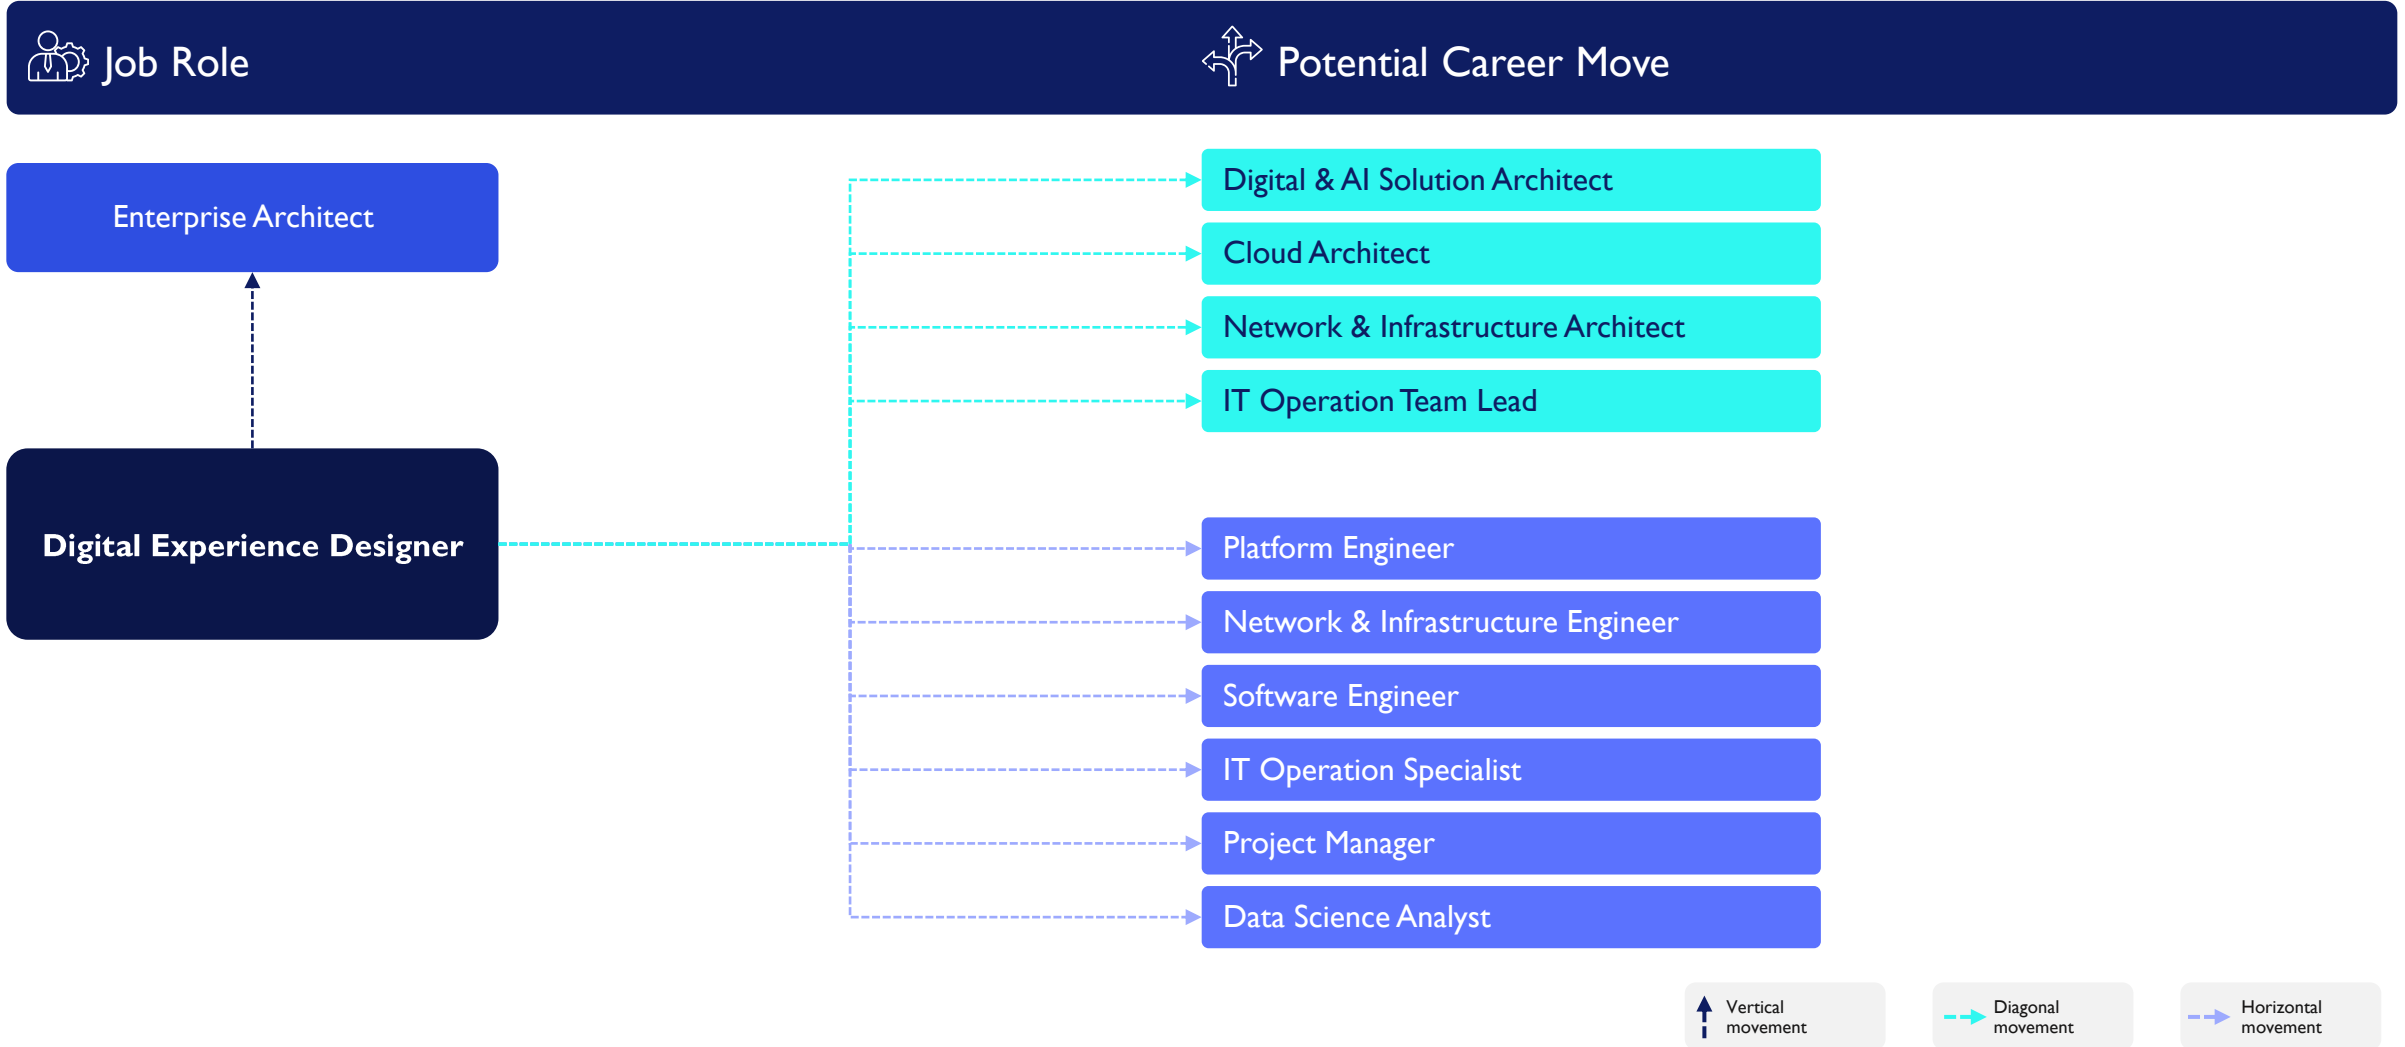 Job Role
Potential Career Move
Enterprise Architect
Digital Experience Designer
Digital & AI Solution Architect
Cloud Architect
Network & Infrastructure Architect
IT Operation Team Lead
Platform Engineer
Network & Infrastructure Engineer
Software Engineer
IT Operation Specialist
Project Manager
Data Science Analyst
Vertical
movement
Diagonal
movement
Horizontal
movement